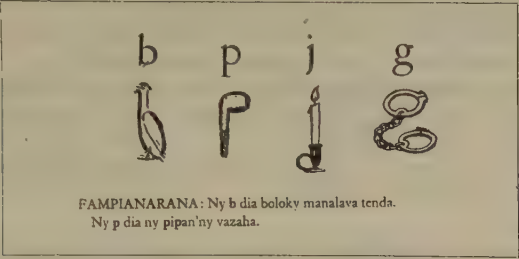 b p j g
FAMPIANARANA: Ny b dia boloky manalava tenda.
Ny p dia ny pipan'ny vazaha.